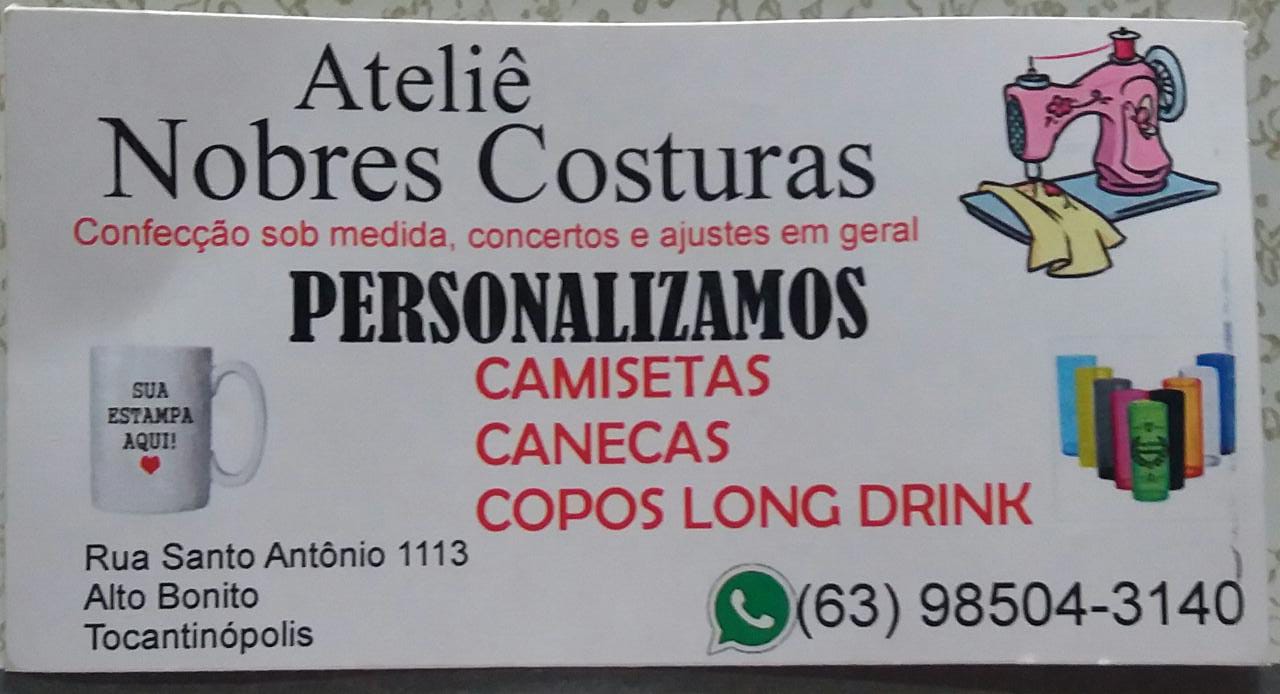 Ateliê
Nobres Costuras
Confecção sob medida, concertos e ajustes em geral
PERSONALIZAMOS
CAMISETAS
CANECAS
COPOS LONG DRINK
SUA
ESTAMPA
AQUI!
Rua Santo Antônio 1113
Alto Bonito
Tocantinópolis
(63) 98504-3140